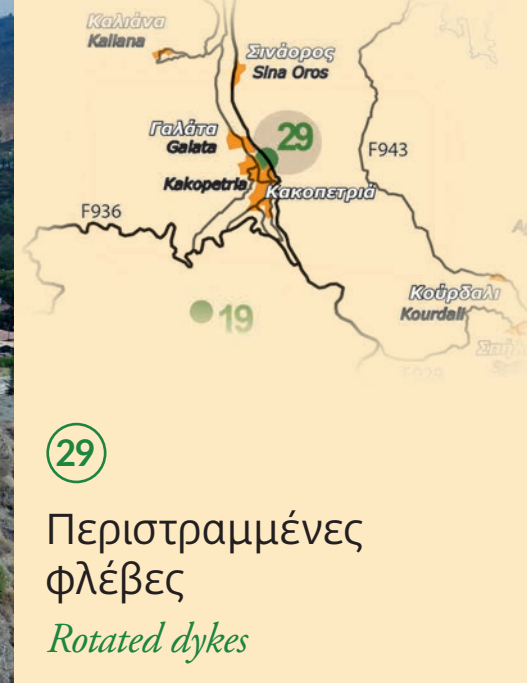 Καλιάνα
Kaliana
Σινάορος
Sina Oros
Γαλάτα
Galata
29
F943
Kakopetria
Κακοπετριά
F936
Κούρδαλι
Kourdali
19
29
Περιστραμμένες
φλέβες
Rotated dykes